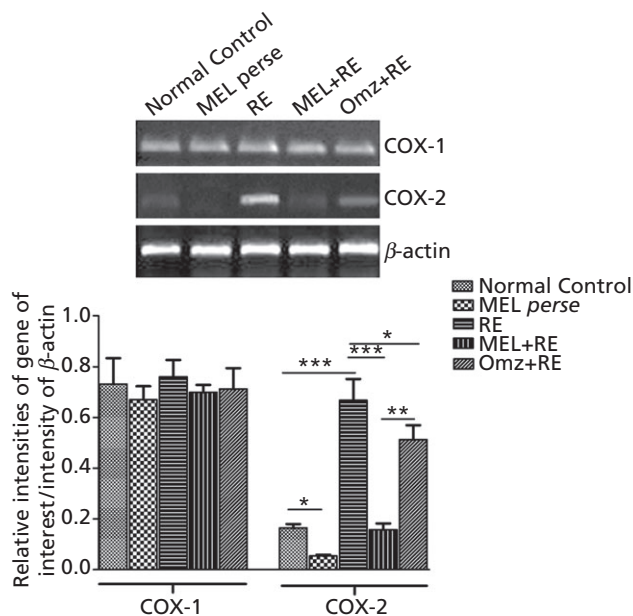 Normal Control
MEL perse
RE
MEL+RE
Omz+RE
COX-1
COX-2
β-actin
Normal Control
MEL perse
RE
MEL+RE
Omz+RE
Relative intensities of gene of
interest/intensity of β-actin
1.0
0.8
0.6
0.4
0.2
0.0
*
***
***
*
**
COX-1
COX-2